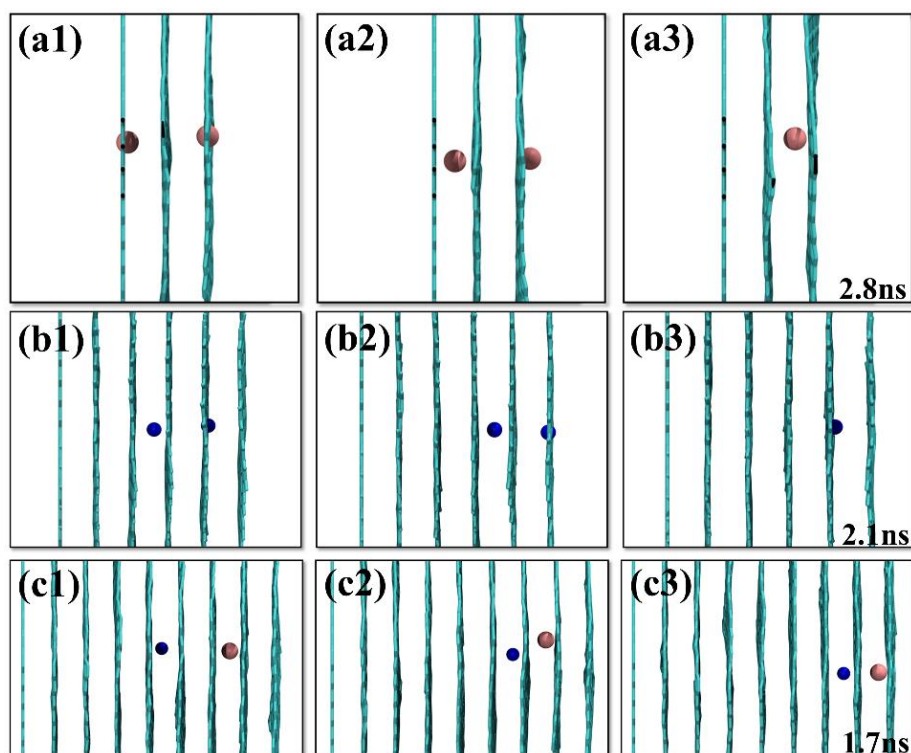 (a1)
(a2)
(a3)
2.8ns
(b1)
(b2)
(b3)
2.1ns
(c1)
(c2)
(c3)
1.7ns